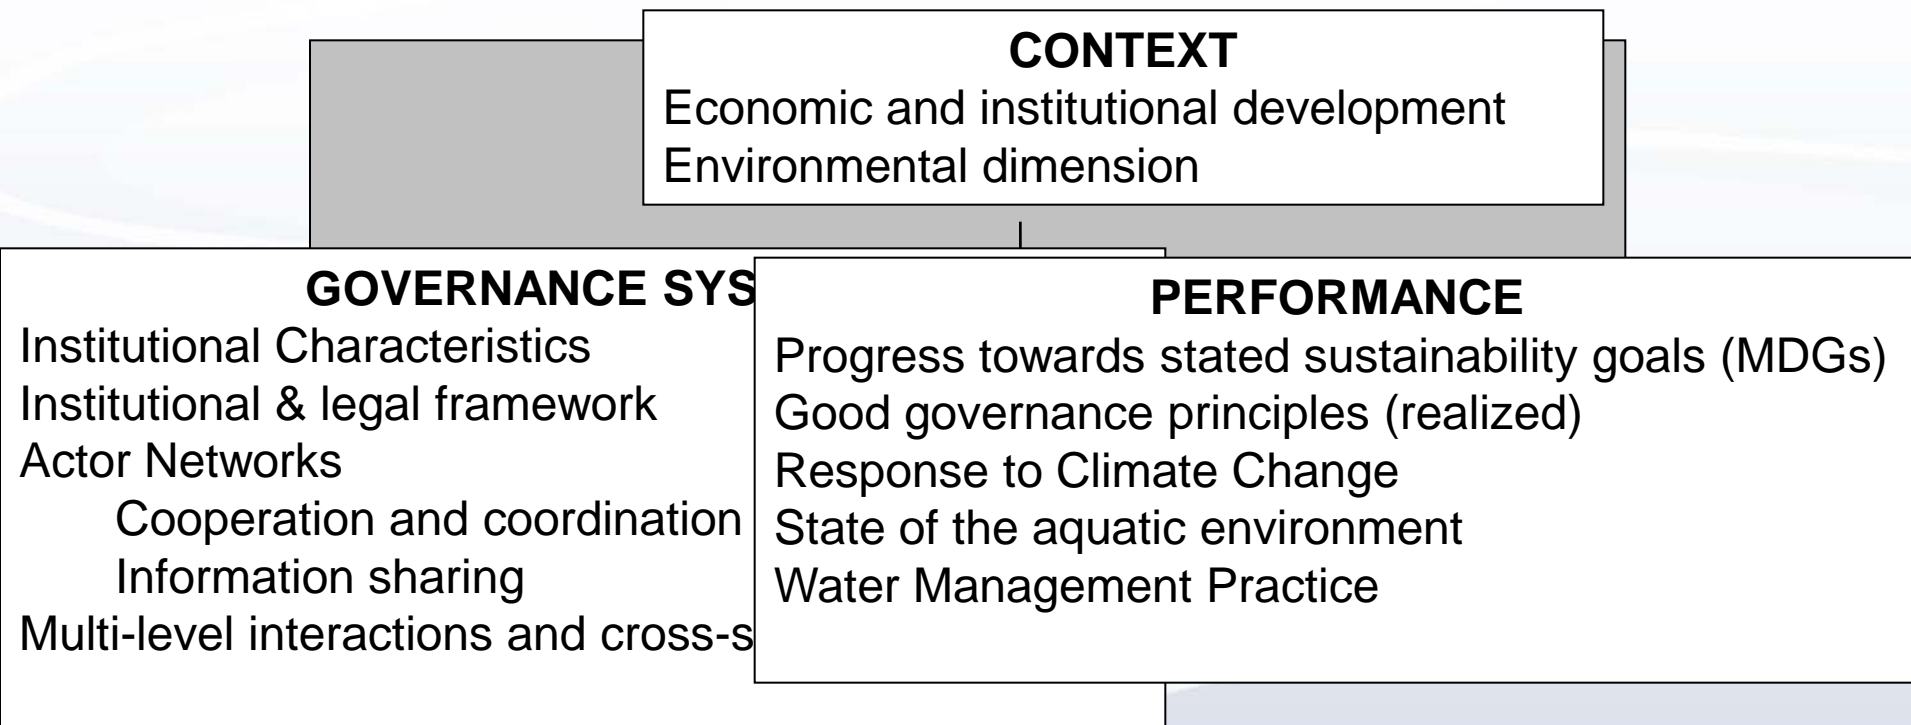 CONTEXT
Economic and institutional development
Environmental dimension
GOVERNANCE SYS
Institutional Characteristics
Institutional & legal framework
Actor Networks
Cooperation and coordination
Information sharing
Multi-level interactions and cross-s
PERFORMANCE
Progress towards stated sustainability goals (MDGs)
Good governance principles (realized)
Response to Climate Change
State of the aquatic environment
Water Management Practice